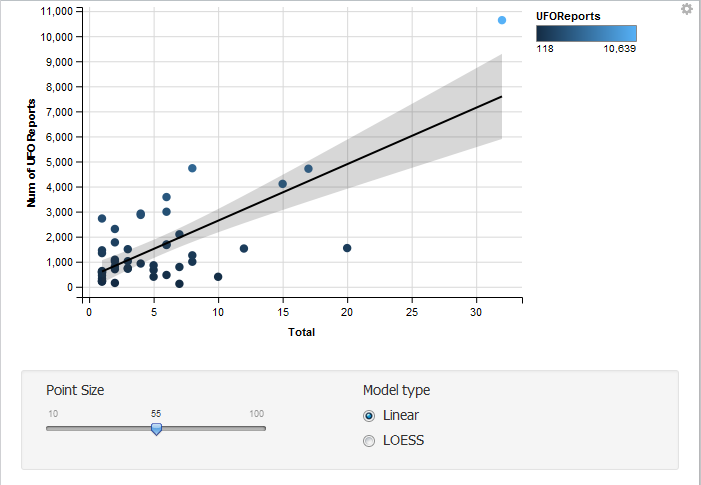 11,000
10,000
9,000
8,000
7,000
6,000
5,000
4,000
3,000
2,000
1,000
0
Num of UFO Reports
0 5 10 15 20 25 30
Total
UFOReports
118 10,639
Point Size
10 55 100
Model type
Linear
LOESS